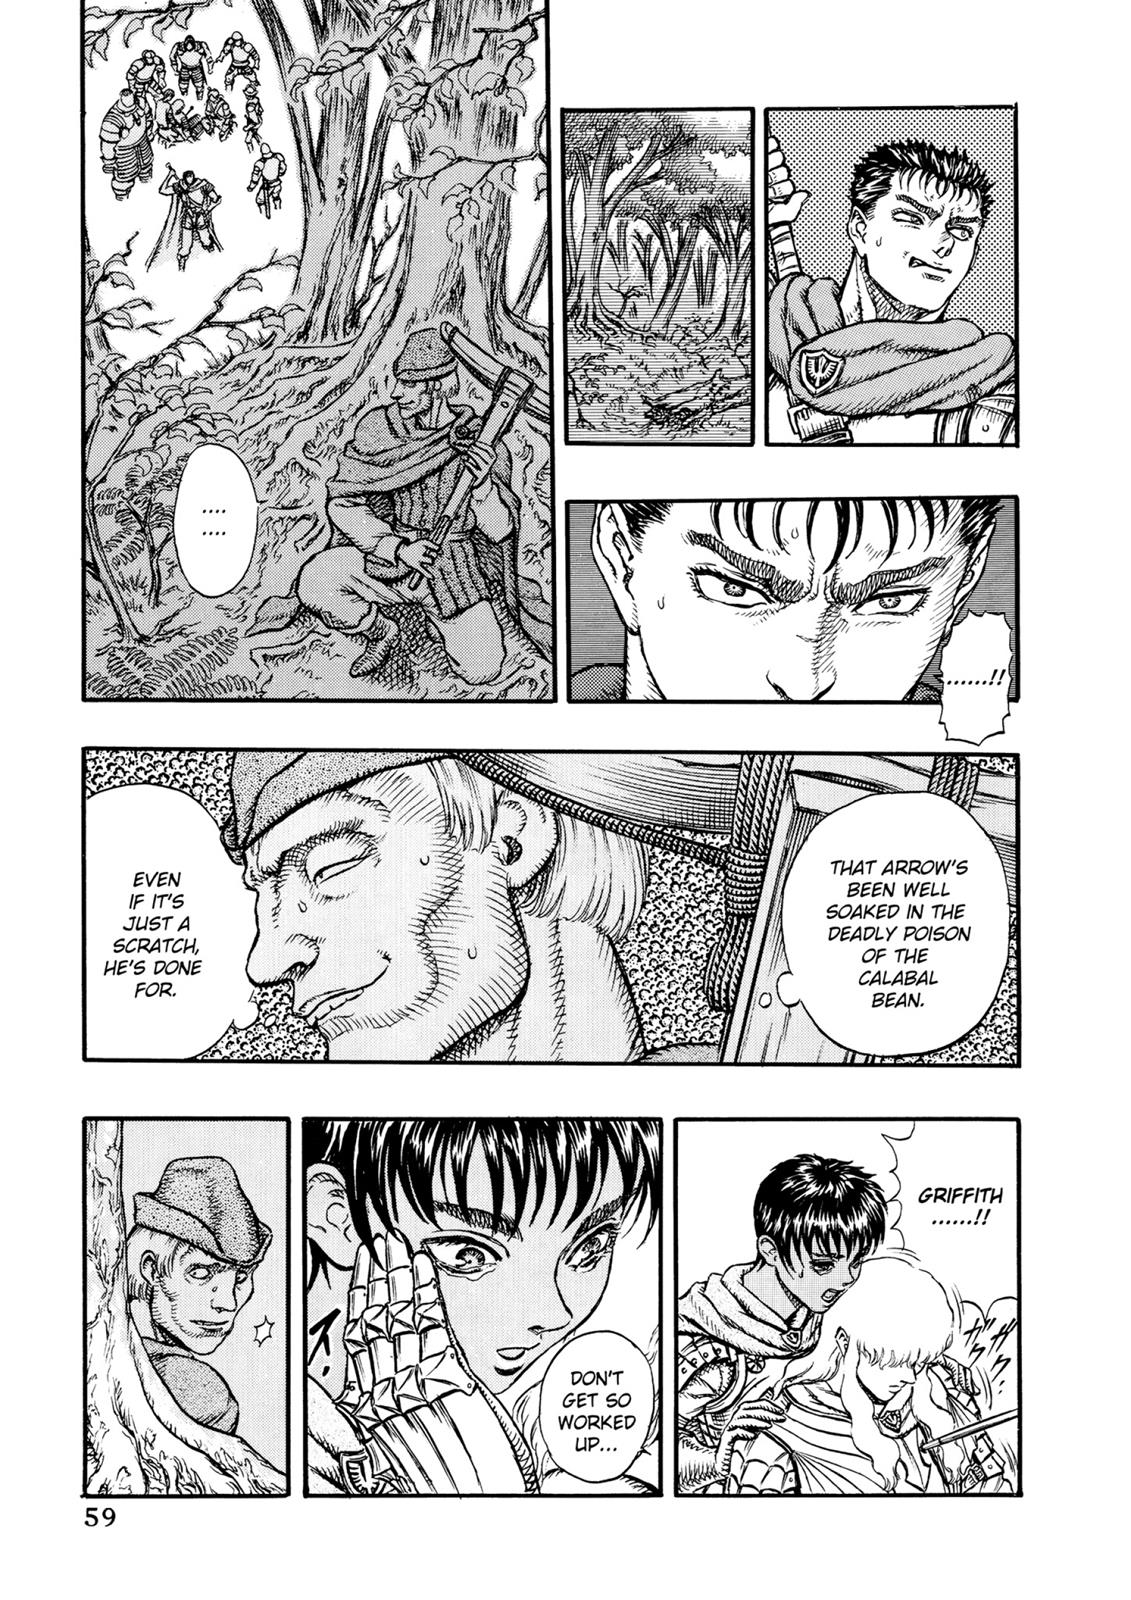 ......!!
....
....
THAT ARROW'S
BEEN WELL
SOAKED IN THE
DEADLY POISON
OF THE
CALABAL
BEAN.
EVEN
IF IT'S
JUST A
SCRATCH,
HE'S DONE
FOR.
GRIFFITH
......!!
DON'T
GET SO
WORKED
UP...
59